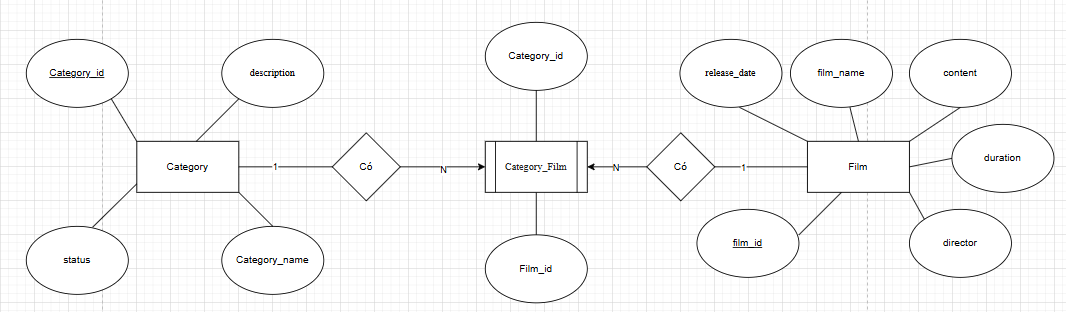 Category_id
description
Category_id
release_date
film_name
content
Category
1
Có
N
Category_Film
N
Có
1
Film
duration
status
Category_name
Film_id
film_id
director